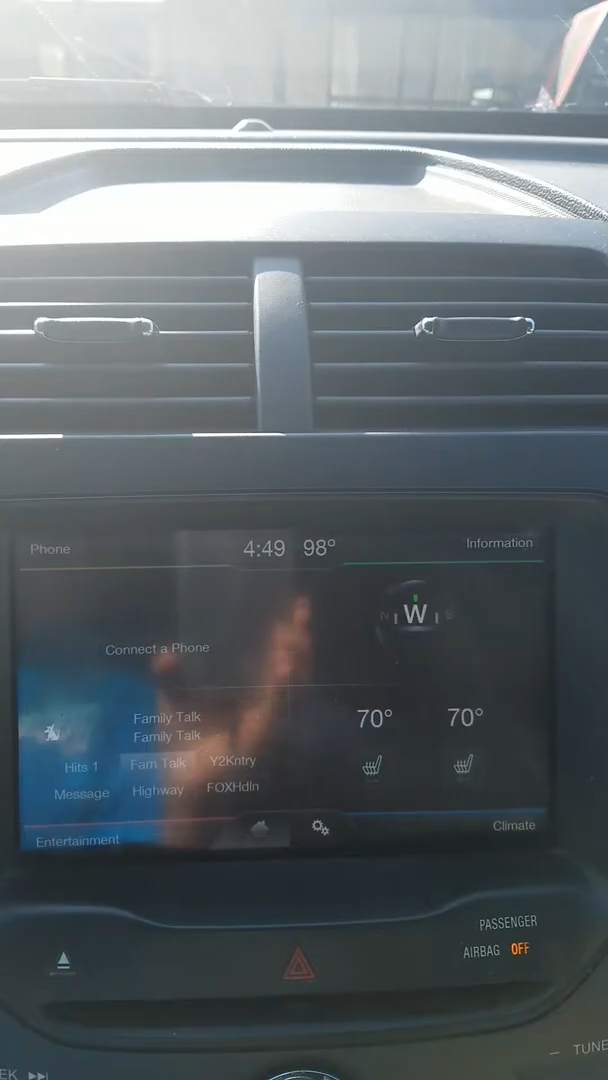 Phone
4:49 98°
Information
N W
Connect a Phone
Family Talk
Family Talk
70° 70°
Hits 1 Fam Talk Y2Kntry
Message Highway FOXHdln
Entertainment
Climate
PASSENGER
AIRBAG OFF
EK
TUNE